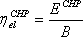 η_el^CHP = E^CHP / B